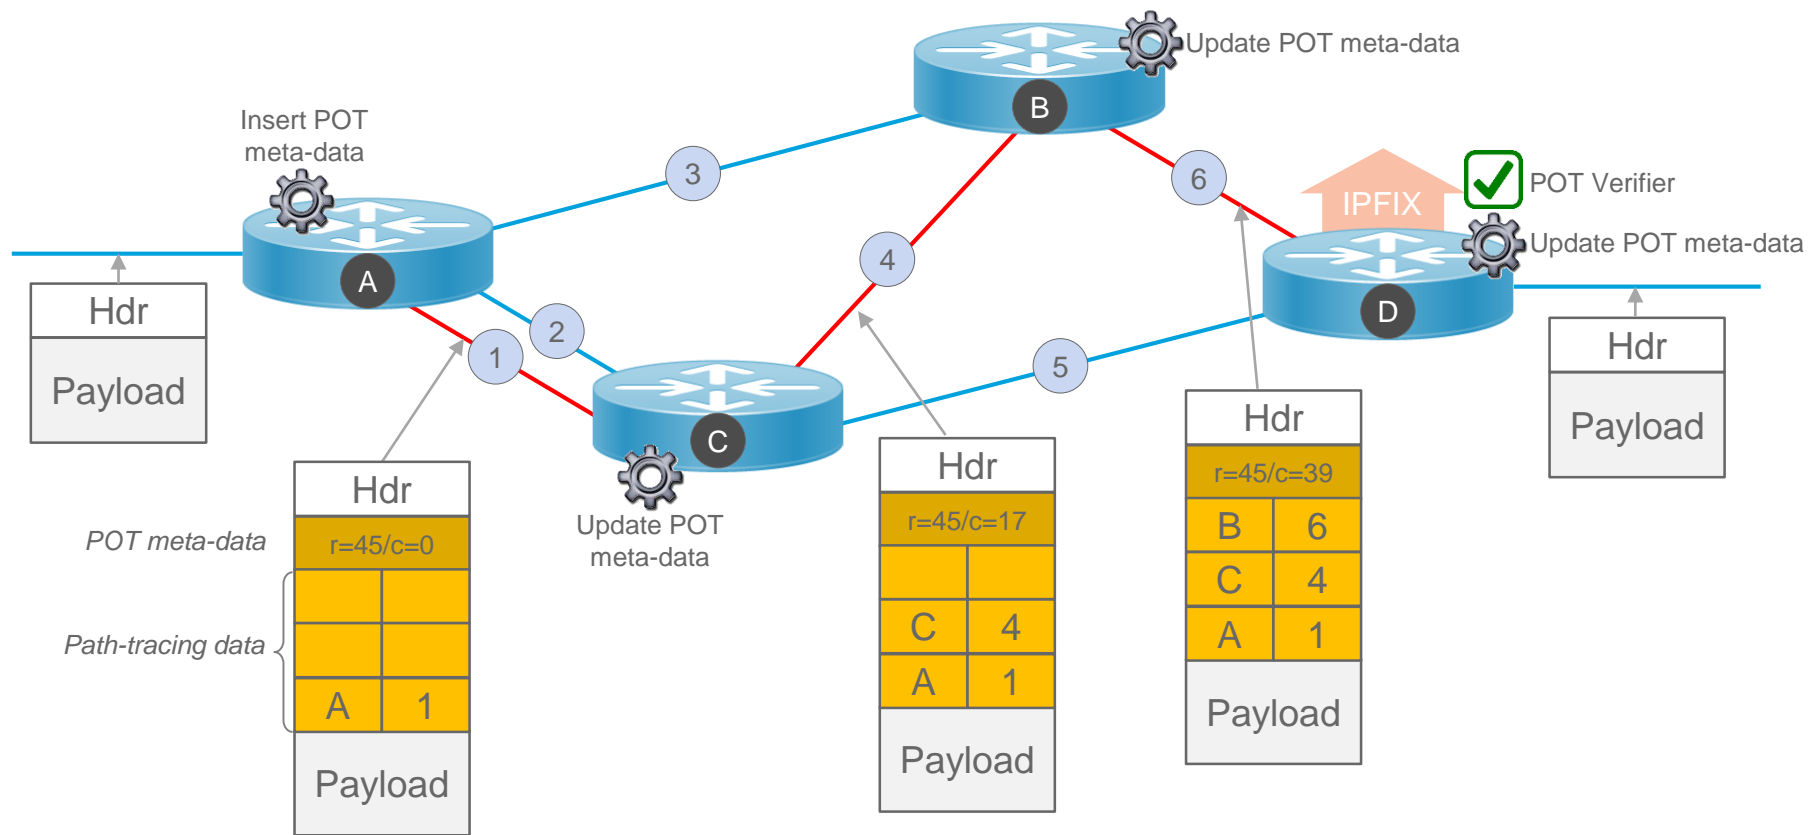 Update POT meta-data
B
Insert POT
meta-data
3
6
POT Verifier
IPFIX
Update POT meta-data
4
A
D
Hdr
Payload
2
1
5
Hdr
Payload
C
Update POT
meta-data
POT meta-data
Path-tracing data
Hdr
r=45/c=0
A 1
Payload
Hdr
r=45/c=17
C 4
A 1
Payload
Hdr
r=45/c=39
B 6
C 4
A 1
Payload